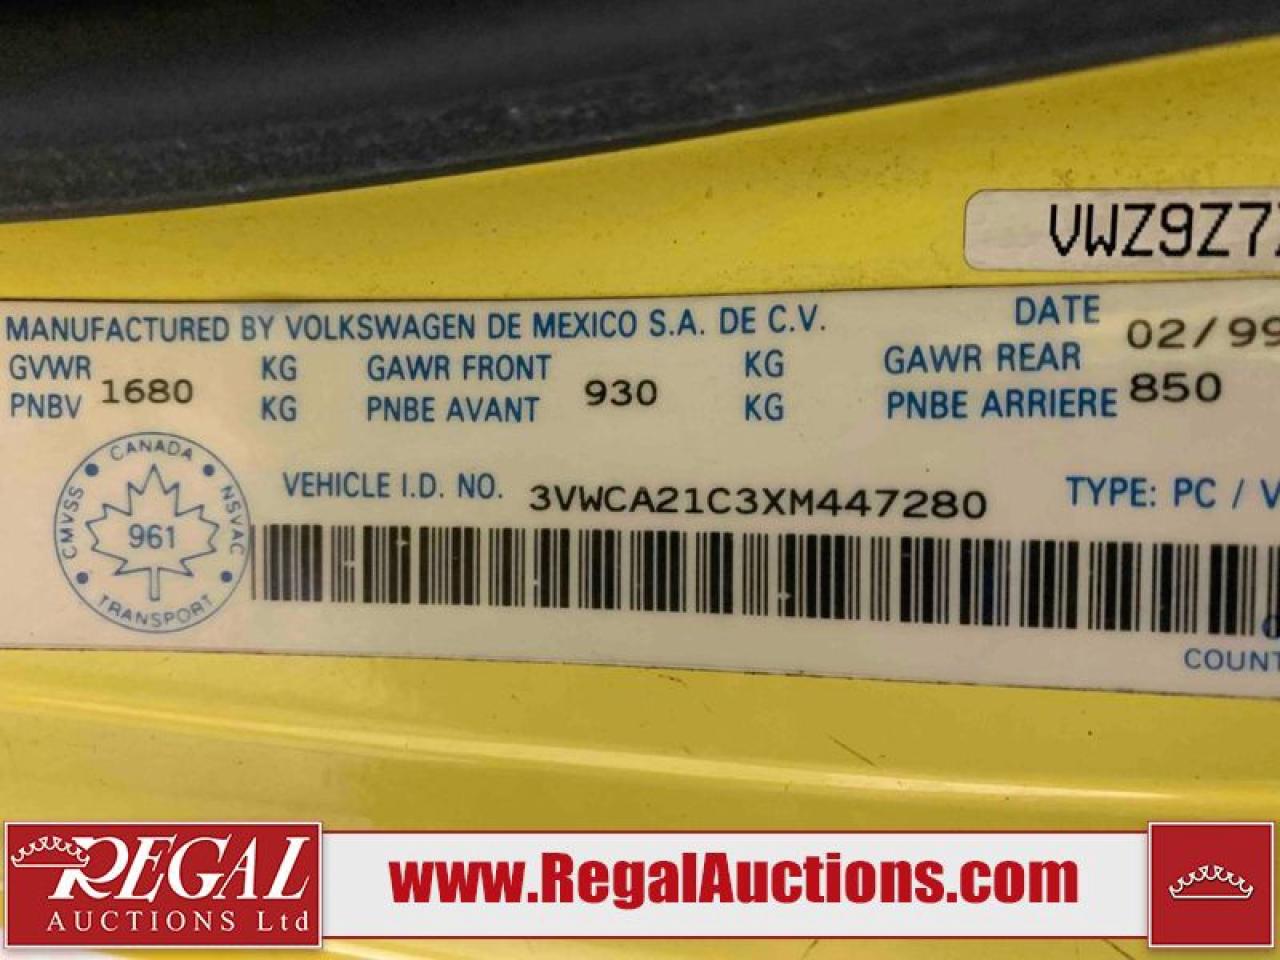 VWZ9Z7
MANUFACTURED BY VOLKSWAGEN DE MEXICO S.A. DE C.V. DATE 02/99
GVWR 1680 KG GAWR FRONT 930 KG GAWR REAR 850
PNBV KG PNBE AVANT KG PNBE ARRIERE
CANADA
CMVSS NSVAC
961
TRANSPORT
VEHICLE I.D. NO. 3VWCA21C3XM447280 TYPE: PC / V
COUNT
REGAL
AUCTIONS Ltd
www.RegalAuctions.com